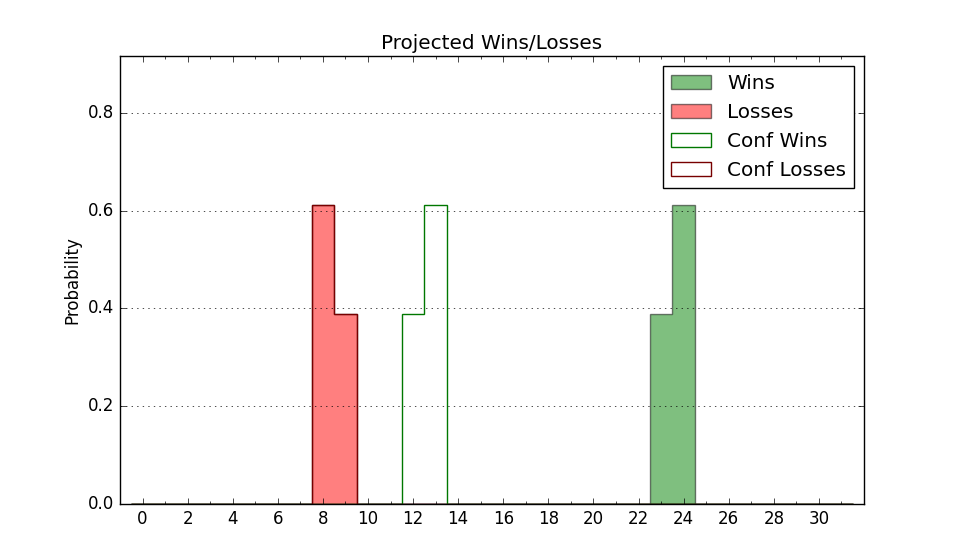 Projected Wins/Losses
Wins
Losses
Conf Wins
Conf Losses
Probability
0.8
0.6
0.4
0.2
0.0
0 2 4 6 8 10 12 14 16 18 20 22 24 26 28 30